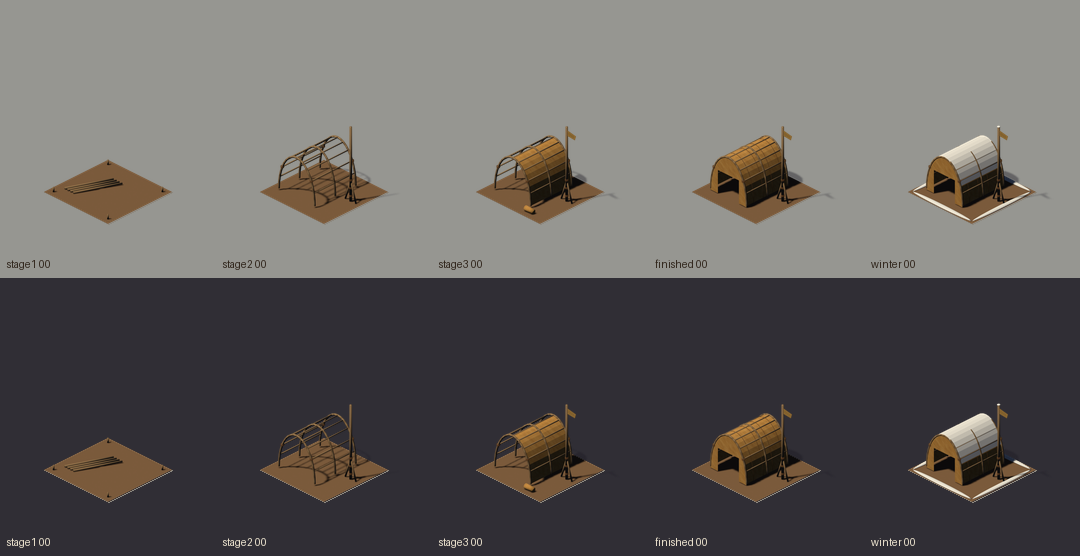 stage1 00
stage2 00
stage3 00
finished 00
winter 00
stage1 00
stage2 00
stage3 00
finished 00
winter 00